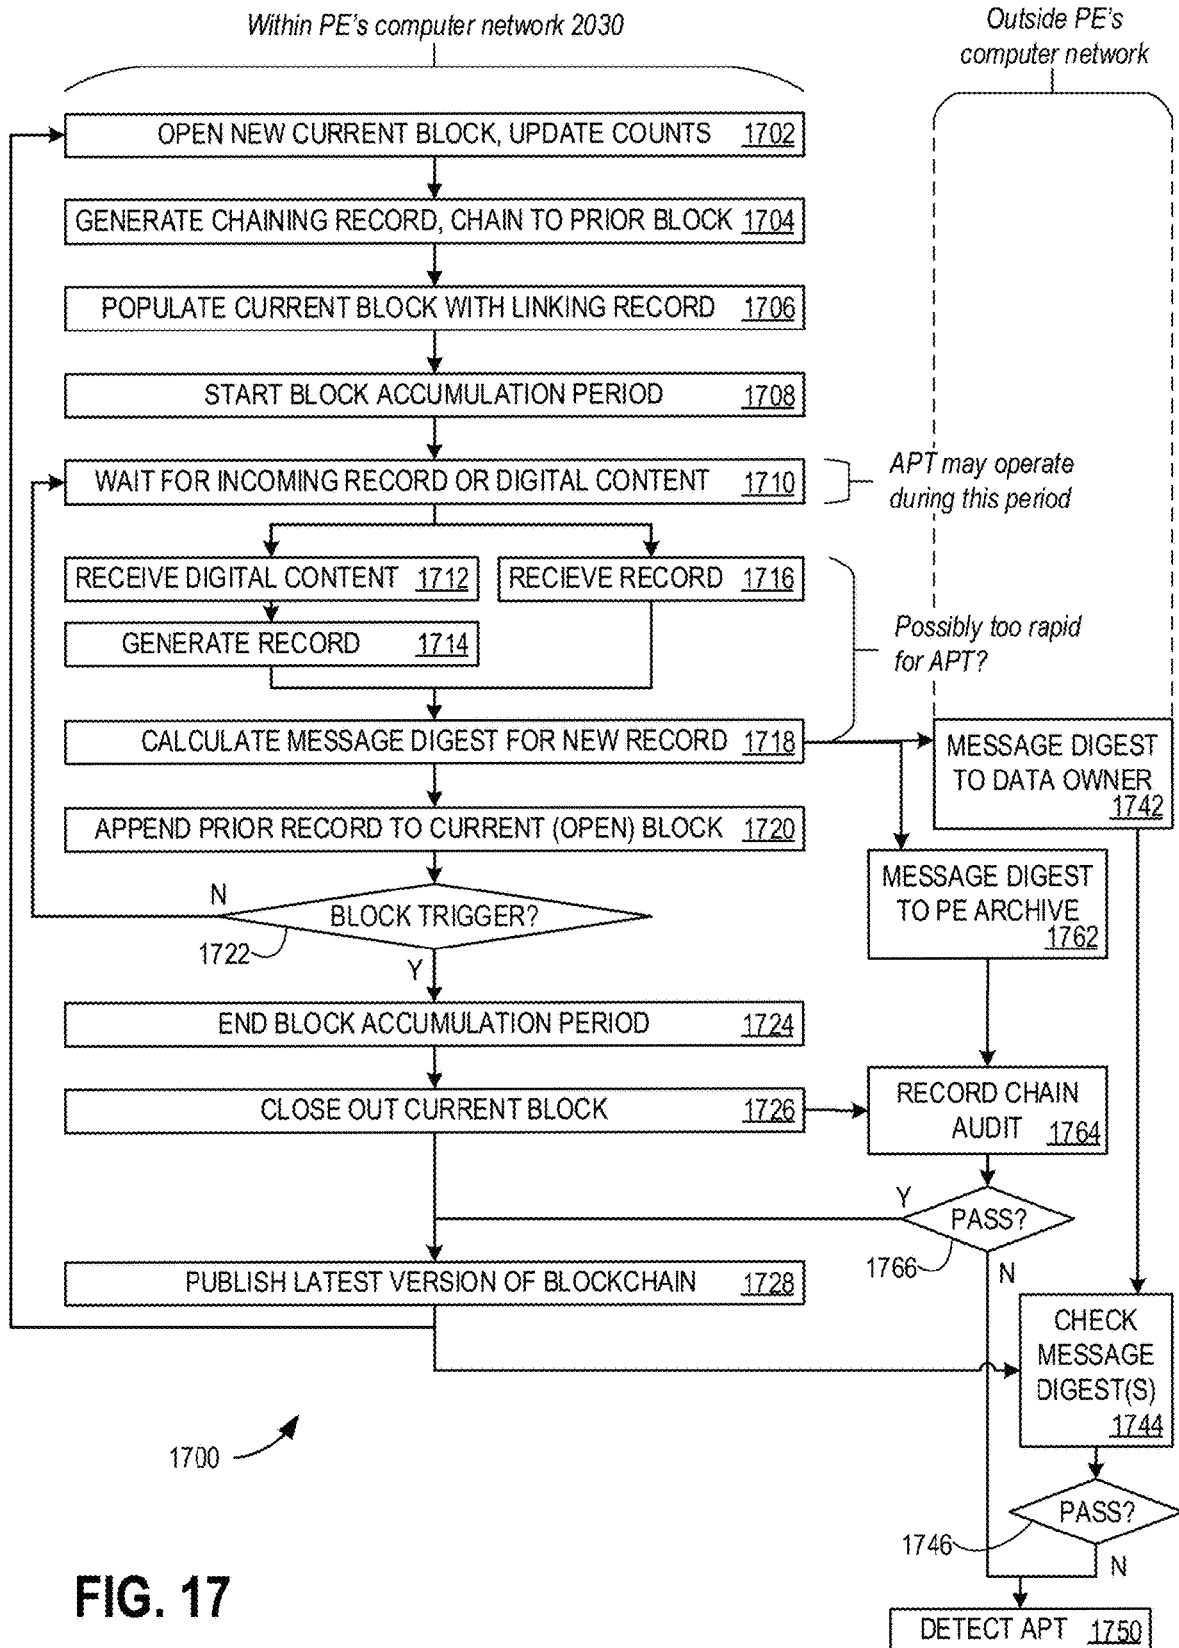 Within PE's computer network 2030
Outside PE's
computer network
OPEN NEW CURRENT BLOCK, UPDATE COUNTS 1702
GENERATE CHAINING RECORD, CHAIN TO PRIOR BLOCK 1704
POPULATE CURRENT BLOCK WITH LINKING RECORD 1706
START BLOCK ACCUMULATION PERIOD 1708
WAIT FOR INCOMING RECORD OR DIGITAL CONTENT 1710
APT may operate
during this period
RECEIVE DIGITAL CONTENT 1712
RECIEVE RECORD 1716
GENERATE RECORD 1714
Possibly too rapid
for APT?
CALCULATE MESSAGE DIGEST FOR NEW RECORD 1718
MESSAGE DIGEST
TO DATA OWNER
1742
APPEND PRIOR RECORD TO CURRENT (OPEN) BLOCK 1720
MESSAGE DIGEST
TO PE ARCHIVE
1762
N
BLOCK TRIGGER?
1722
Y
END BLOCK ACCUMULATION PERIOD 1724
CLOSE OUT CURRENT BLOCK 1726
RECORD CHAIN
AUDIT 1764
Y
PASS?
1766
N
PUBLISH LATEST VERSION OF BLOCKCHAIN 1728
CHECK
MESSAGE
DIGEST(S)
1744
1700
PASS?
1746
N
FIG. 17
DETECT APT 1750